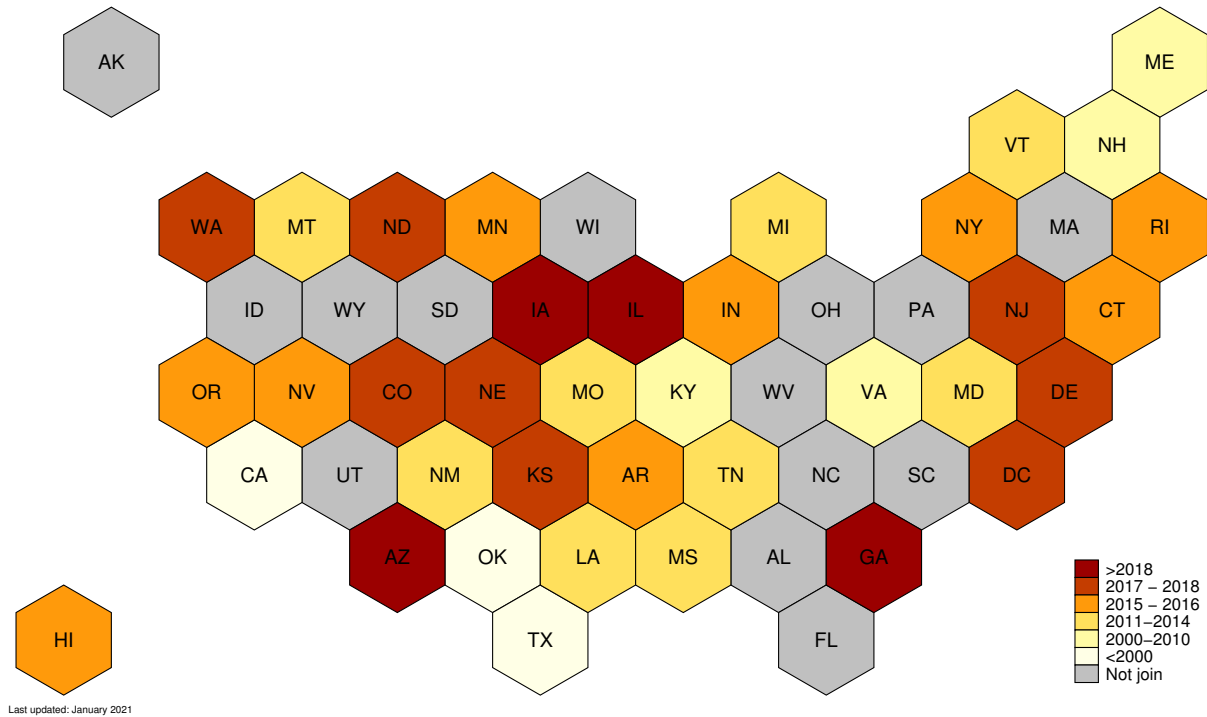 AK
ME
VT NH
WA MT ND MN WI MI NY MA RI
ID WY SD IA IL IN OH PA NJ CT
OR NV CO NE MO KY WV VA MD DE
CA UT NM KS AR TN NC SC DC
AZ OK LA MS AL GA
HI TX FL
>2018
2017 − 2018
2015 − 2016
2011−2014
2000−2010
<2000
Not join
Last updated: January 2021